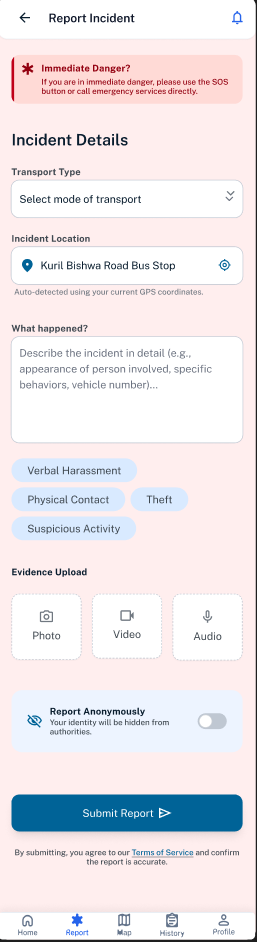 Report Incident
Immediate Danger?
If you are in immediate danger, please use the SOS
button or call emergency services directly.
Incident Details
Transport Type
Select mode of transport
Incident Location
Kuril Bishwa Road Bus Stop
Auto-detected using your current GPS coordinates.
What happened?
Describe the incident in detail (e.g.,
appearance of person involved, specific
behaviors, vehicle number)...
Verbal Harassment
Physical Contact
Theft
Suspicious Activity
Evidence Upload
Photo
Video
Audio
Report Anonymously
Your identity will be hidden from
authorities.
Submit Report
By submitting, you agree to our Terms of Service and confirm
the report is accurate.
Home
Report
Map
History
Profile